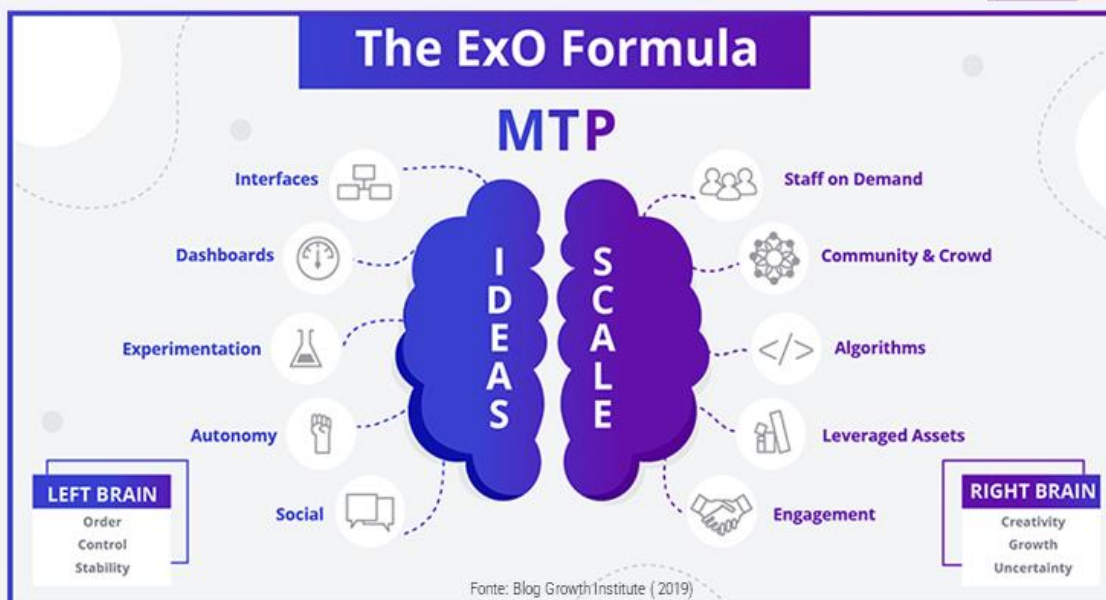 The ExO Formula
MTP
Interfaces
Dashboards
Experimentation
Autonomy
Social
IDEAS
SCALE
Staff on Demand
Community & Crowd
</>
Algorithms
Leveraged Assets
Engagement
LEFT BRAIN
Order
Control
Stability
RIGHT BRAIN
Creativity
Growth
Uncertainty
Fonte: Blog Growth Institute ( 2019)